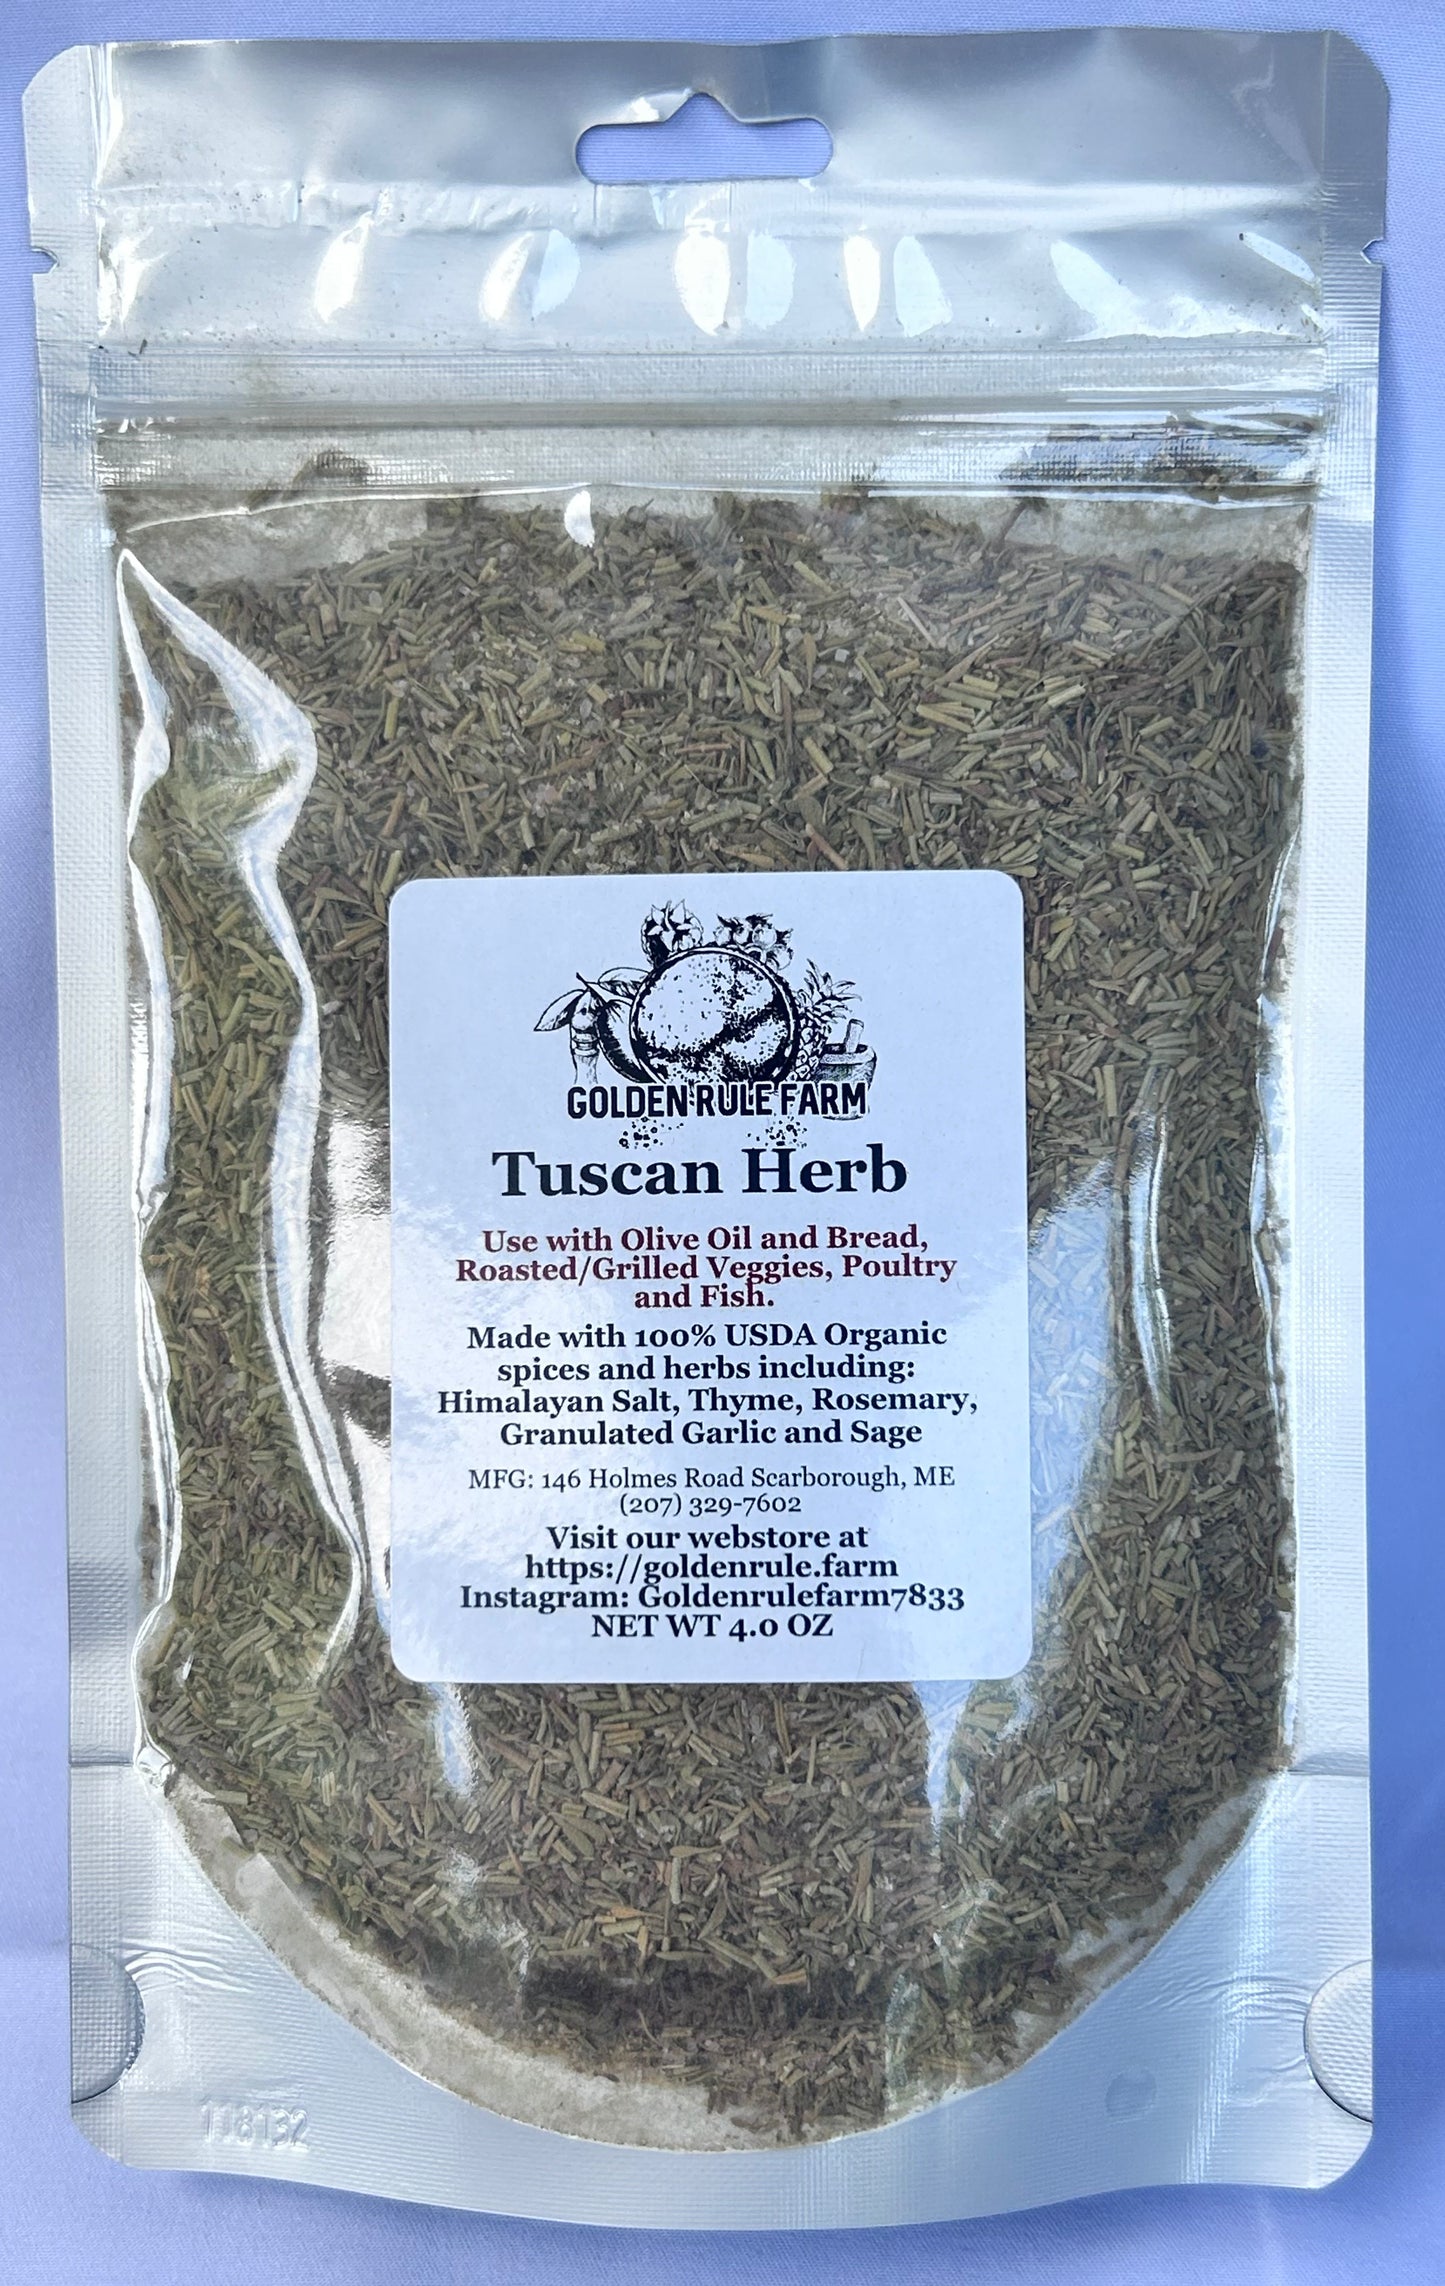 GOLDEN RULE FARM
Tuscan Herb
Use with Olive Oil and Bread,
Roasted/Grilled Veggies, Poultry
and Fish.
Made with 100% USDA Organic
spices and herbs including:
Himalayan Salt, Thyme, Rosemary,
Granulated Garlic and Sage
MFG: 146 Holmes Road Scarborough, ME
(207) 329-7602
Visit our webstore at
https://goldenrule.farm
Instagram: Goldenrulefarm7833
NET WT 4.0 OZ
118132